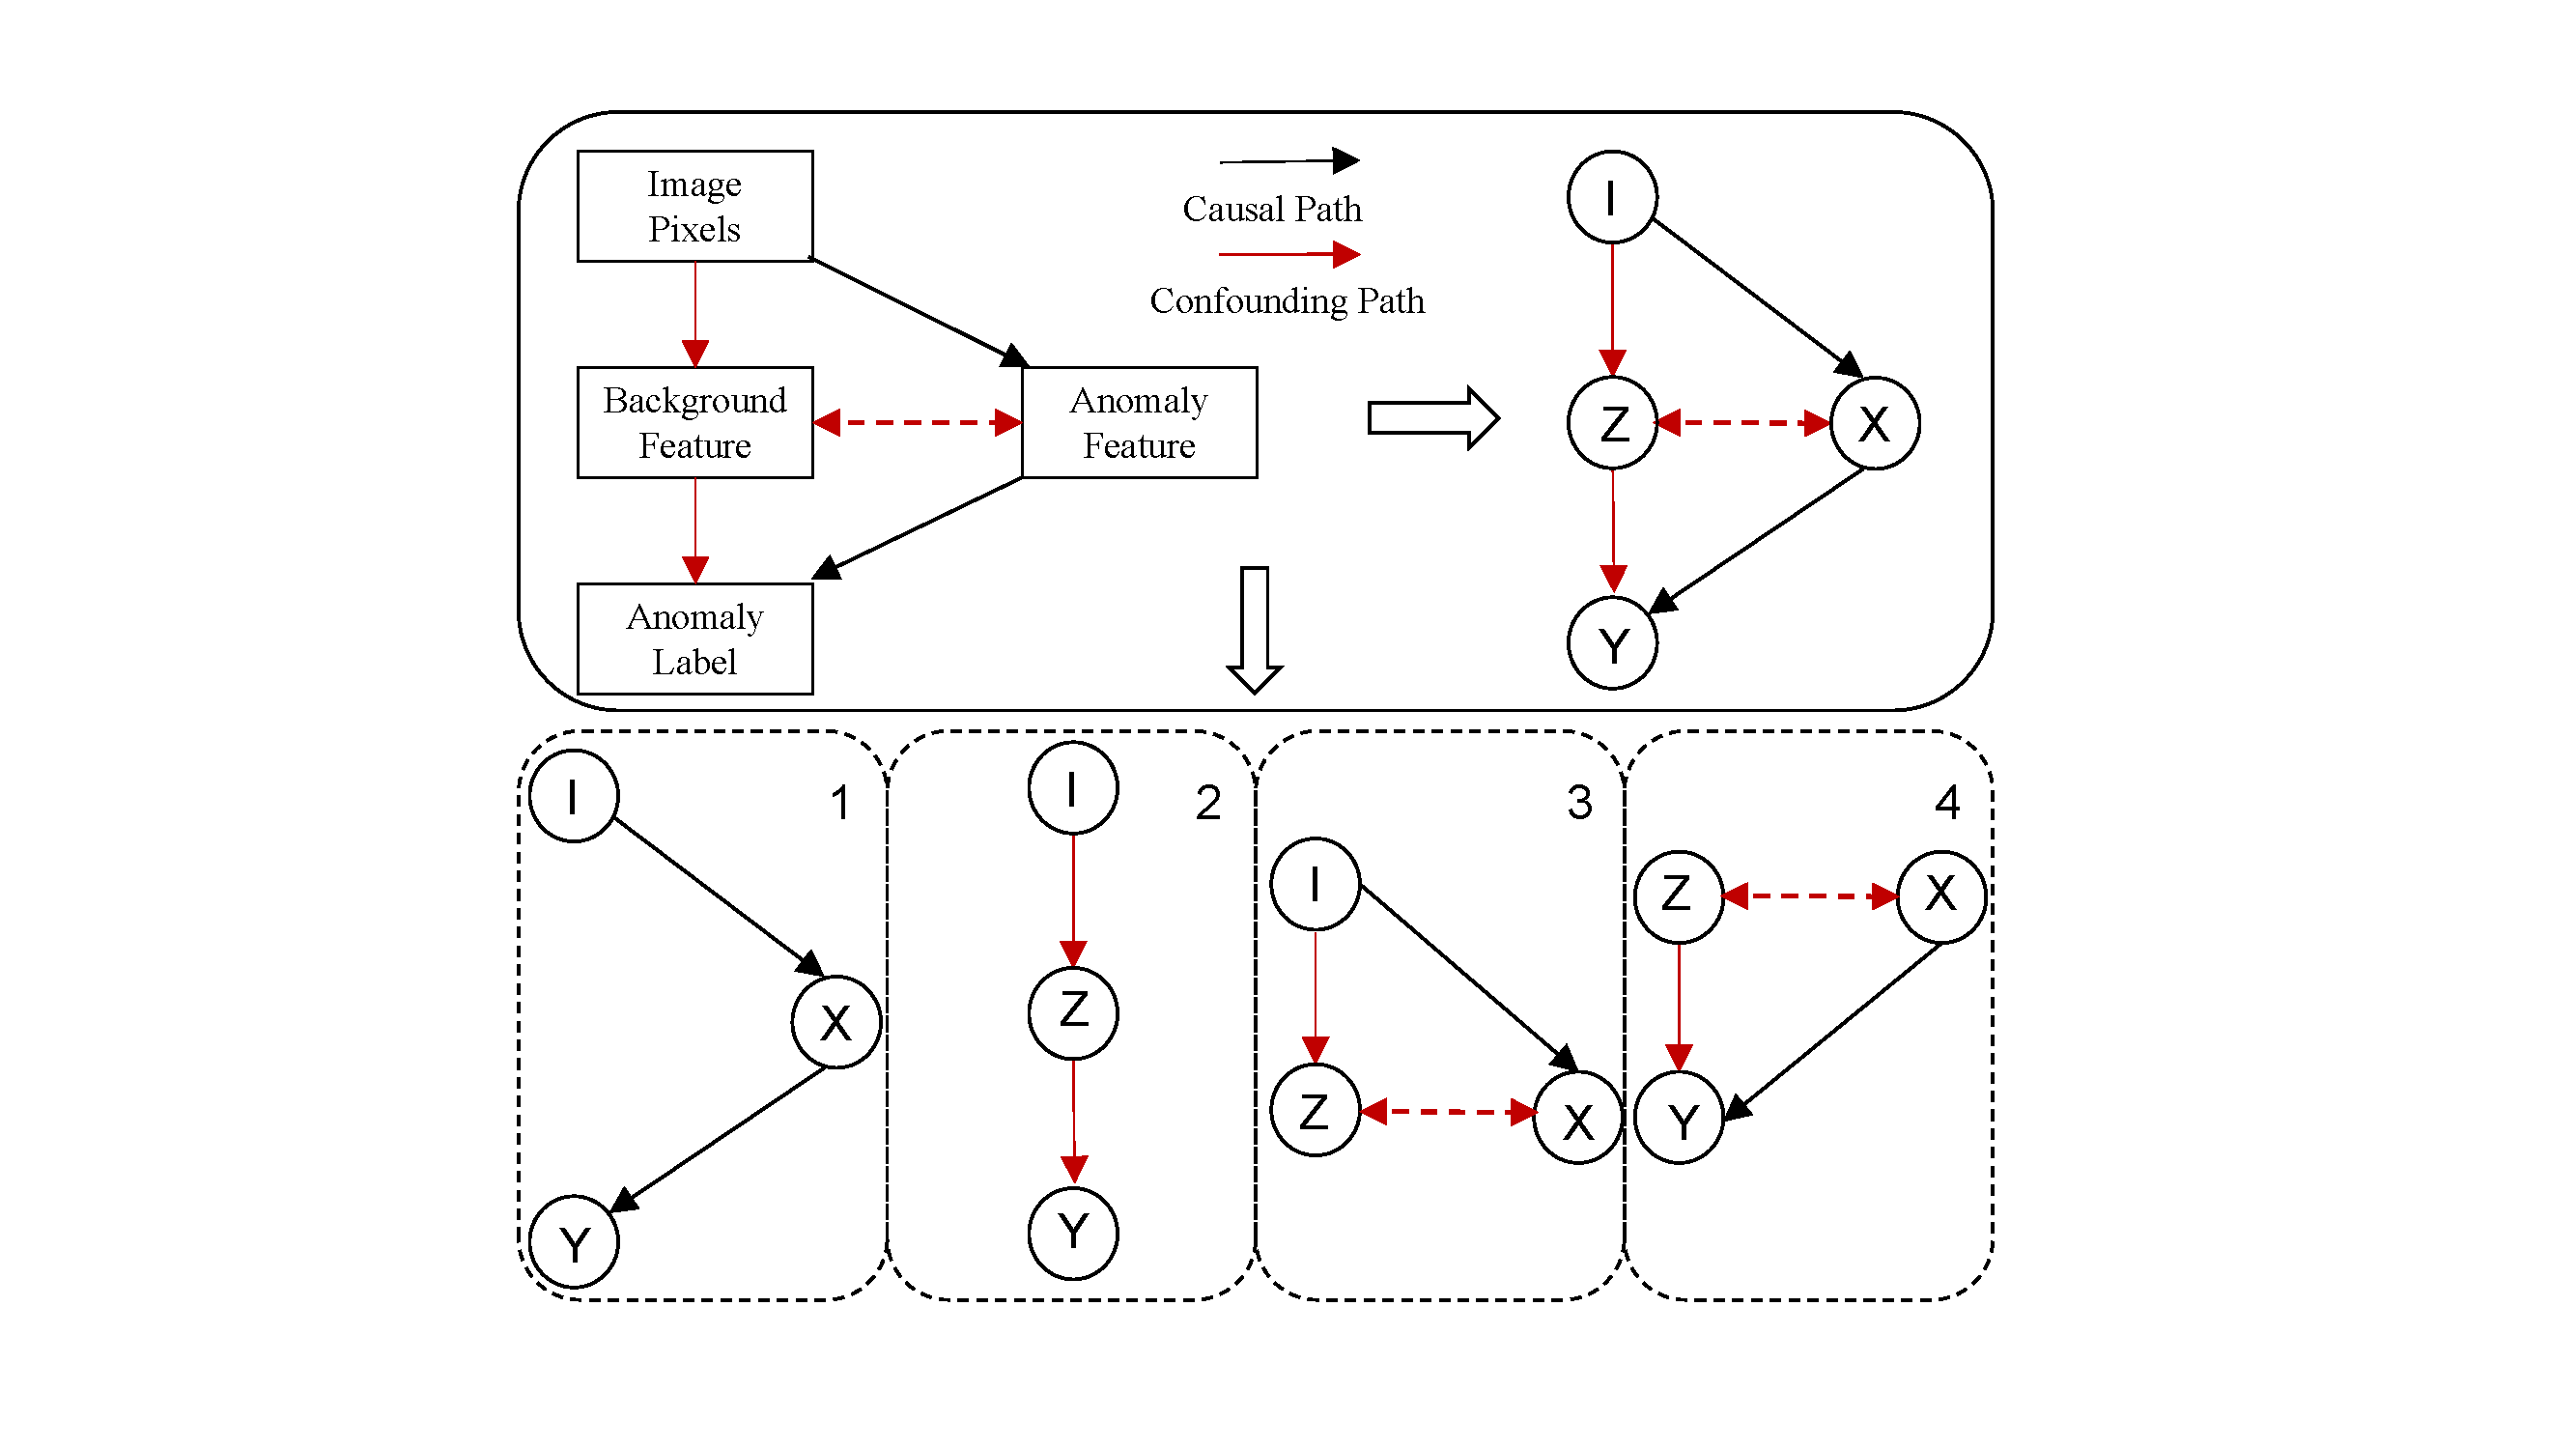 Image
Pixels
Background
Feature
Anomaly
Feature
Anomaly
Label
Causal Path
Confounding Path
I
Z
X
Y
1
I
X
Y
2
I
Z
Y
3
I
Z
X
4
Z
X
Y